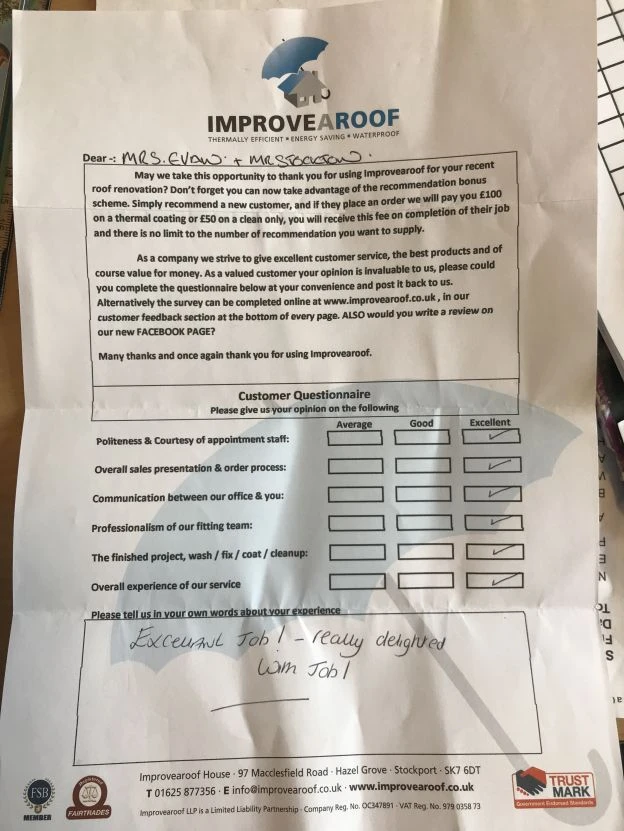 IMPROVEAROOF
THERMALLY EFFICIENT • ENERGY SAVING • WATERPROOF
Dear -: MRS. EVAN + MR STOCKTON.
May we take this opportunity to thank you for using Improvearoof for your recent
roof renovation? Don't forget you can now take advantage of the recommendation bonus
scheme. Simply recommend a new customer, and if they place an order we will pay you £100
on a thermal coating or £50 on a clean only, you will receive this fee on completion of their job
and there is no limit to the number of recommendation you want to supply.
As a company we strive to give excellent customer service, the best products and of
course value for money. As a valued customer your opinion is invaluable to us, please could
you complete the questionnaire below at your convenience and post it back to us.
Alternatively the survey can be completed online at www.improvearoof.co.uk , in our
customer feedback section at the bottom of every page. ALSO would you write a review on
our new FACEBOOK PAGE?
Many thanks and once again thank you for using Improvearoof.
Customer Questionnaire
Please give us your opinion on the following
Average Good Excellent
Politeness & Courtesy of appointment staff:
Overall sales presentation & order process:
Communication between our office & you:
Professionalism of our fitting team:
The finished project, wash / fix / coat / cleanup:
Overall experience of our service
Please tell us in your own words about your experience
Excellant Job! - really delighted
with Job!
Improvearoof House · 97 Macclesfield Road · Hazel Grove · Stockport · SK7 6DT
T 01625 877356 · E info@improvearoof.co.uk · www.improvearoof.co.uk
Improvearoof LLP is a Limited Liability Partnership · Company Reg. No. OC347891 · VAT Reg. No. 979 0358 73
FSB
MEMBER
FAIRTRADES
TRUST
MARK
Government Endorsed Standards